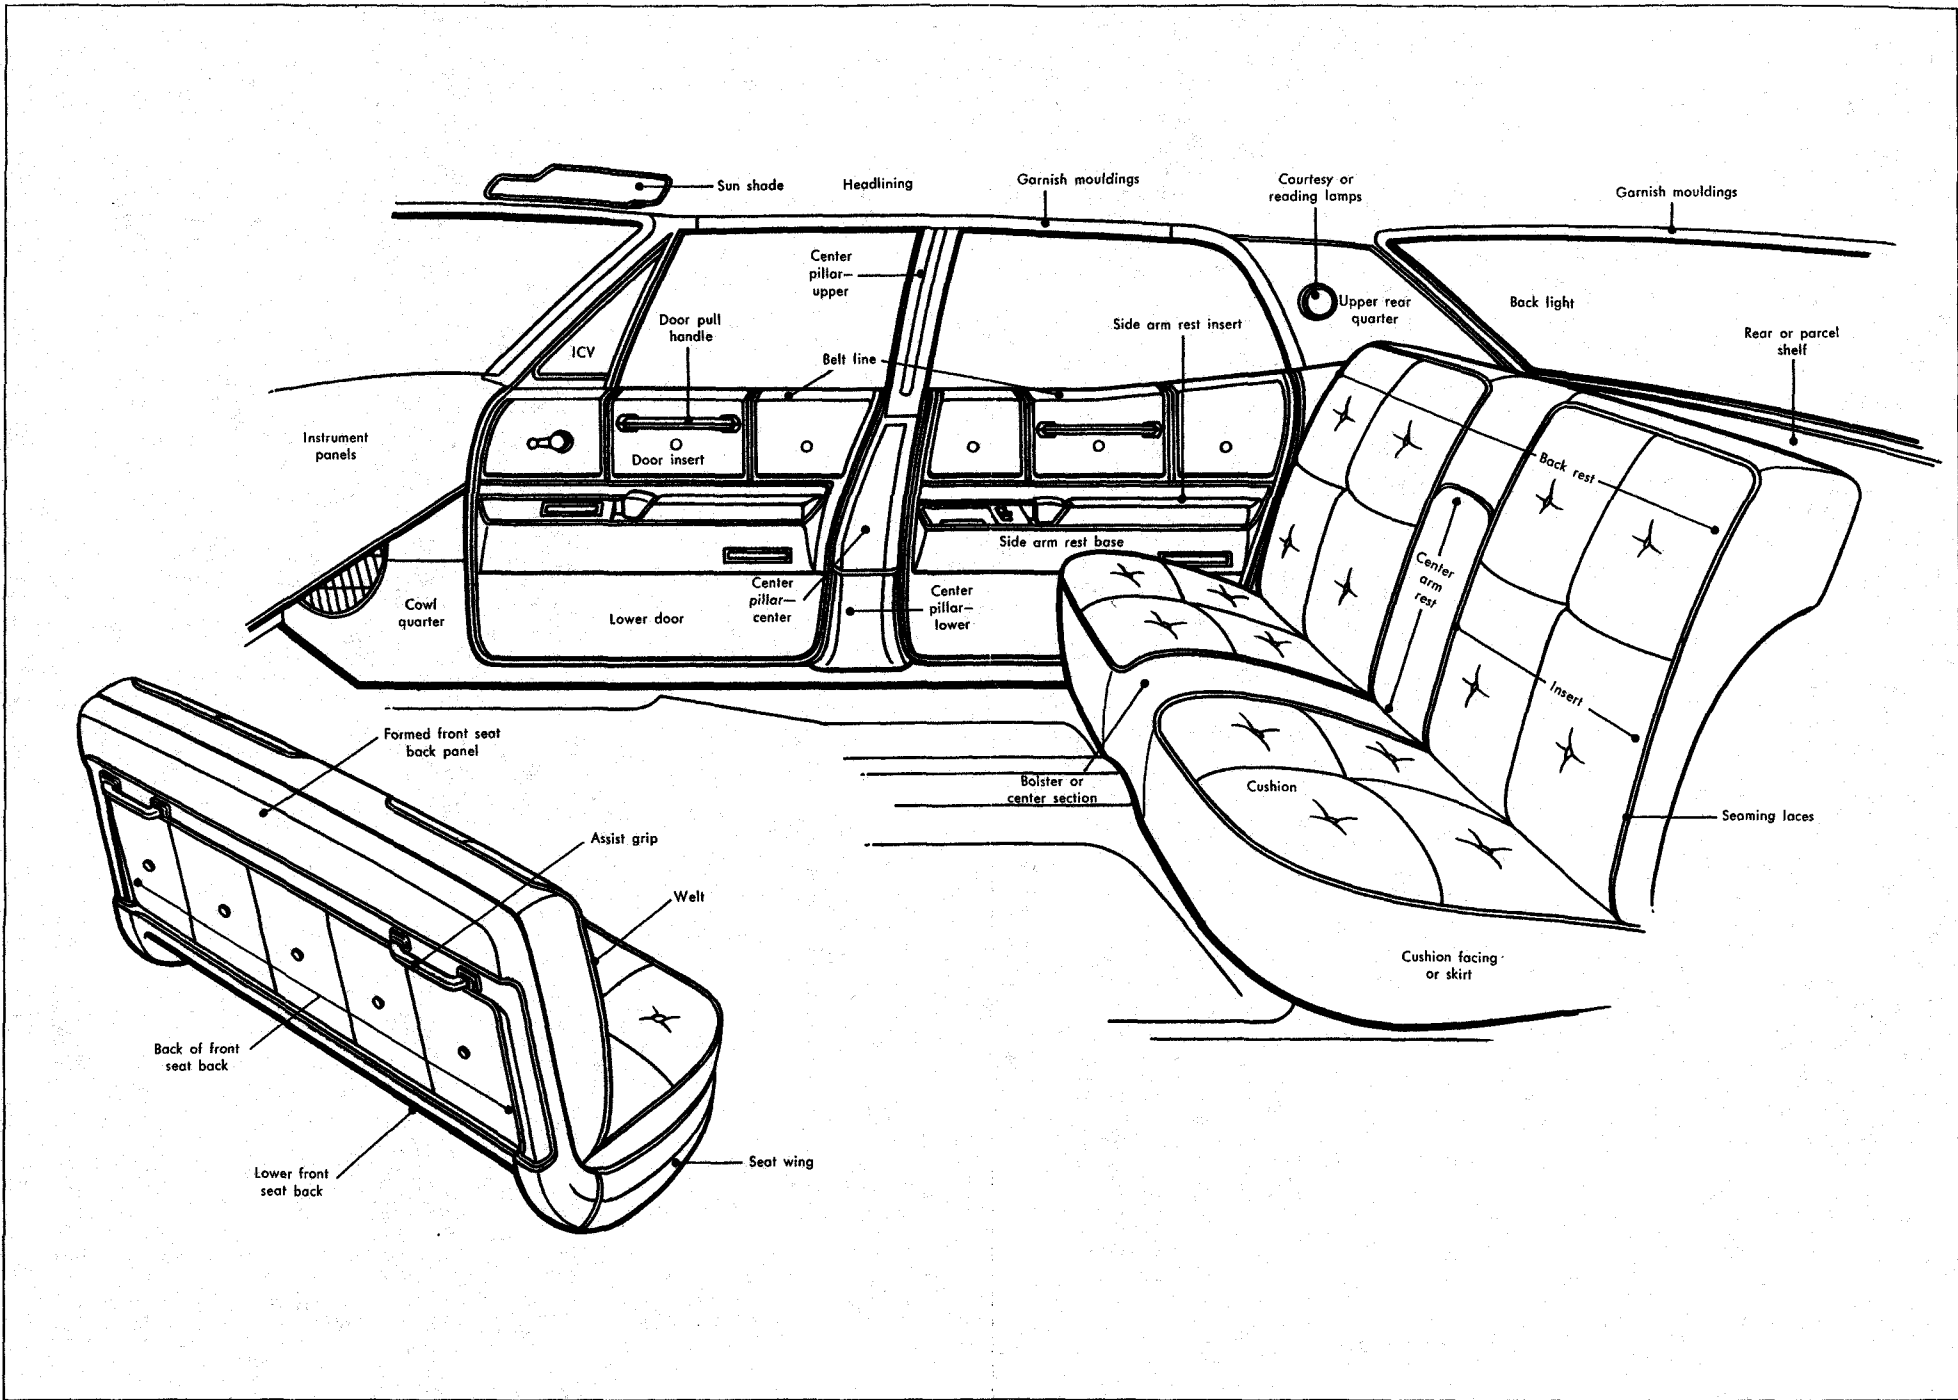 Sun shade
Headlining
Garnish mouldings
Courtesy or
reading lamps
Garnish mouldings
Center
pillar—
upper
Upper rear
quarter
Back light
Door pull
handle
Side arm rest insert
Rear or parcel
shelf
ICV
Belt line
Instrument
panels
Door insert
Back rest
Side arm rest base
Center
arm
rest
Center
pillar—
center
Center
pillar—
lower
Cowl
quarter
Lower door
Insert
Formed front seat
back panel
Bolster or
center section
Cushion
Seaming laces
Assist grip
Welt
Cushion facing
or skirt
Back of front
seat back
Lower front
seat back
Seat wing